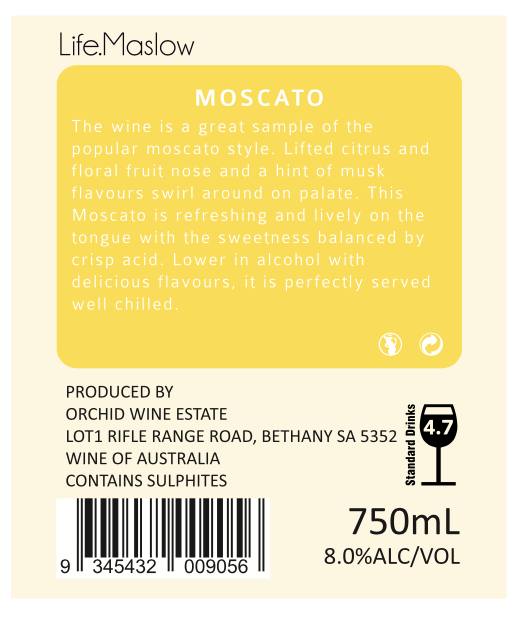 Life.Maslow
MOSCATO
The wine is a great sample of the
popular moscato style. Lifted citrus and
floral fruit nose and a hint of musk
flavours swirl around on palate. This
Moscato is refreshing and lively on the
tongue with the sweetness balanced by
crisp acid. Lower in alcohol with
delicious flavours, it is perfectly served
well chilled.
PRODUCED BY
ORCHID WINE ESTATE
LOT1 RIFLE RANGE ROAD, BETHANY SA 5352
WINE OF AUSTRALIA
CONTAINS SULPHITES
Standard Drinks
4.7
9 345432 009056
750mL
8.0%ALC/VOL